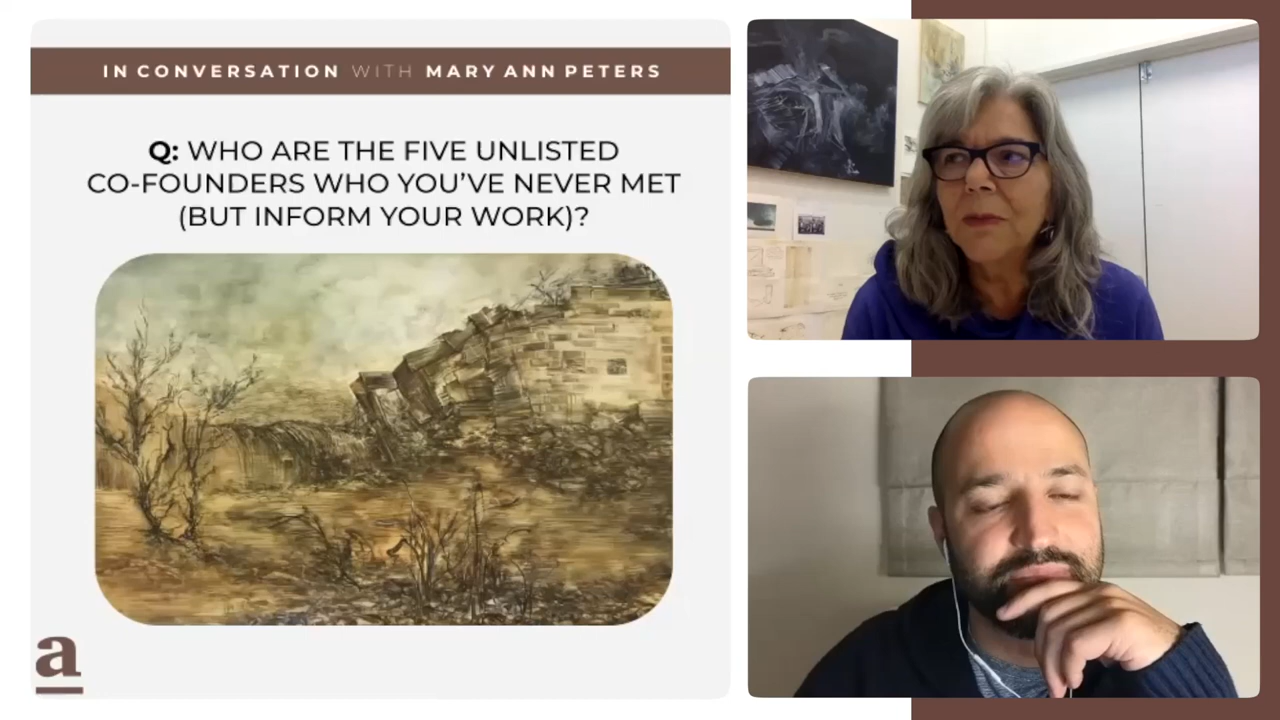 IN CONVERSATION WITH MARY ANN PETERS
Q: WHO ARE THE FIVE UNLISTED
CO-FOUNDERS WHO YOU'VE NEVER MET
(BUT INFORM YOUR WORK)?
a